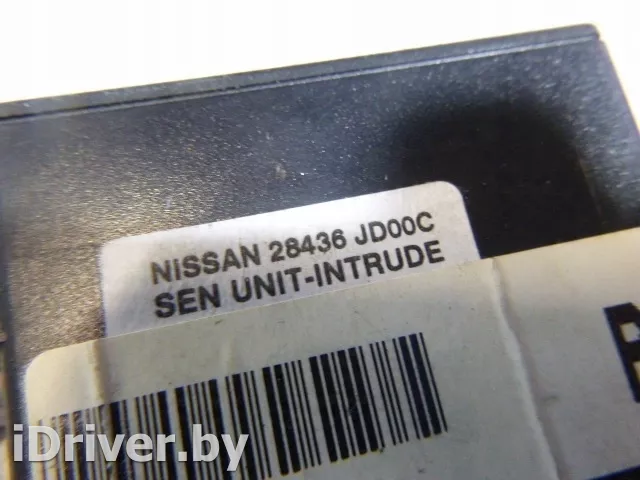 NISSAN 28436 JD00C
SEN UNIT-INTRUDE
iDriver.by